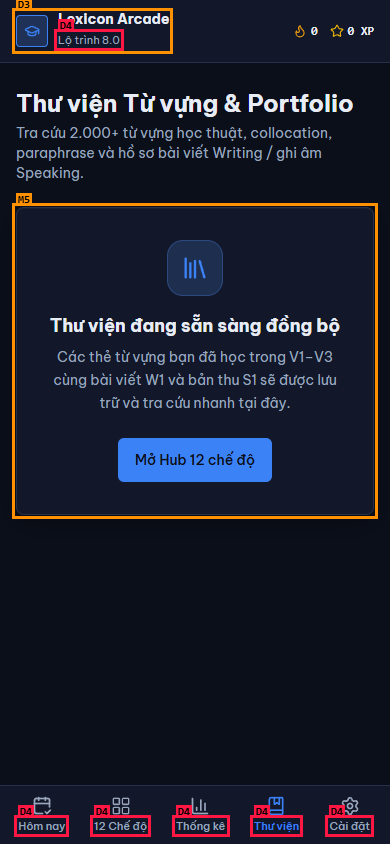 D3
Lexicon Arcade
D4
Lộ trình 8.0
0
0 XP
Thư viện Từ vựng & Portfolio
Tra cứu 2.000+ từ vựng học thuật, collocation,
paraphrase và hồ sơ bài viết Writing / ghi âm
Speaking.
M5
Thư viện đang sẵn sàng đồng bộ
Các thẻ từ vựng bạn đã học trong V1–V3
cùng bài viết W1 và bản thu S1 sẽ được lưu
trữ và tra cứu nhanh tại đây.
Mở Hub 12 chế độ
D4 D4 D4 D4 D4
Hôm nay 12 Chế độ Thống kê Thư viện Cài đặt